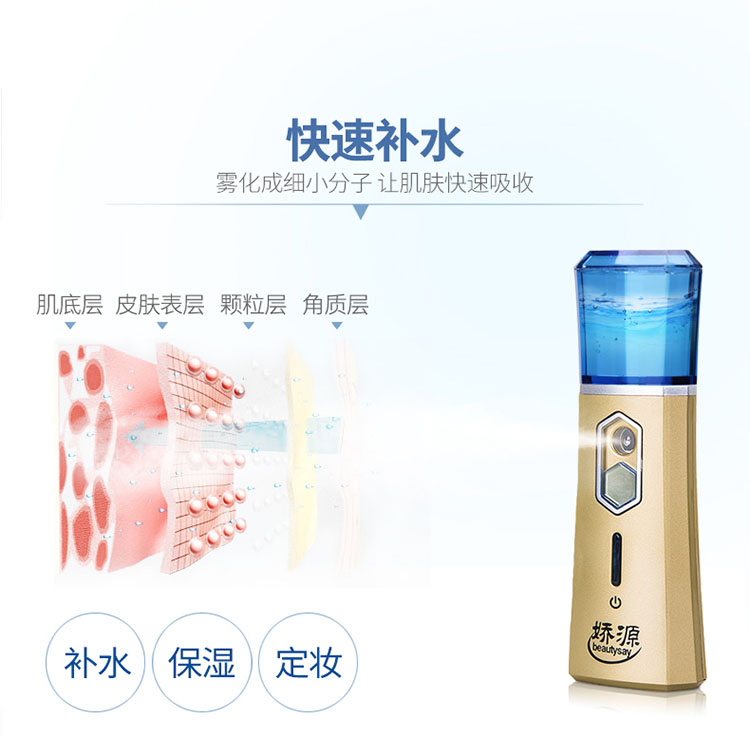 快速补水
雾化成细小分子 让肌肤快速吸收
肌底层 皮肤表层 颗粒层 角质层
娇源
beautysay
补水 保湿 定妆